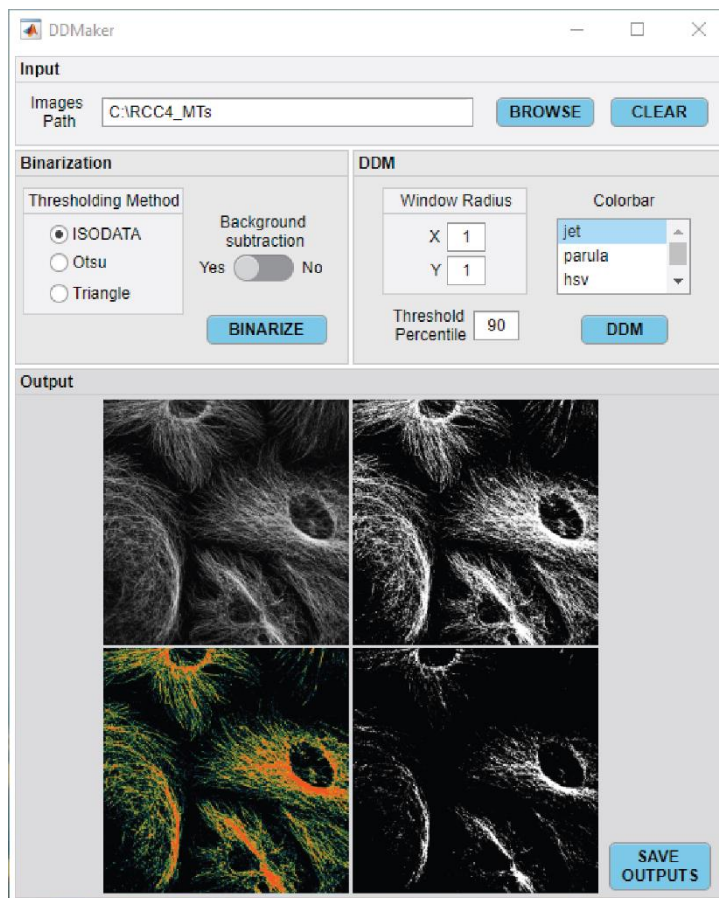 DDMaker
Input
Images
Path
C:\RCC4_MTs
BROWSE
CLEAR
Binarization
Thresholding Method
ISODATA
Otsu
Triangle
Background
subtraction
Yes
No
BINARIZE
DDM
Window Radius
X 1
Y 1
Threshold
Percentile
90
Colorbar
jet
parula
hsv
DDM
Output
SAVE
OUTPUTS